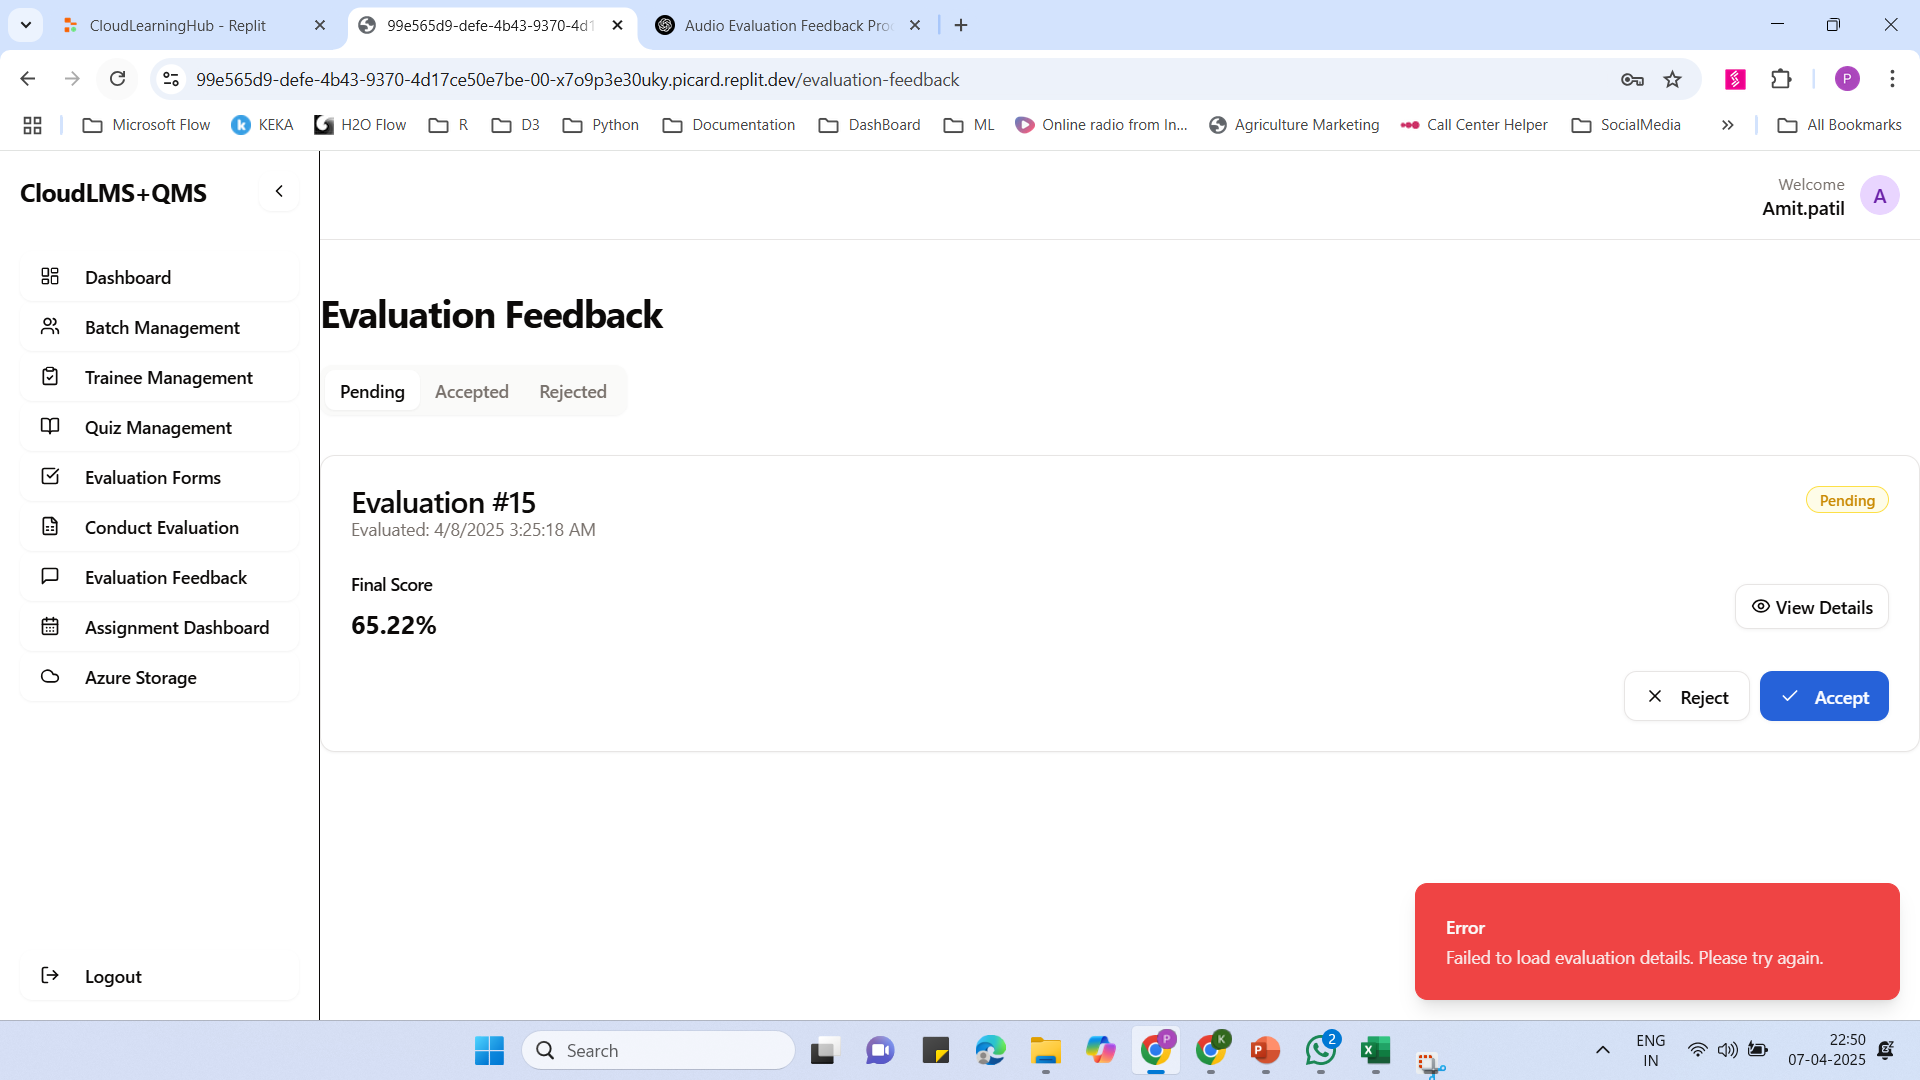 CloudLearningHub - Replit
99e565d9-defe-4b43-9370-4d1
Audio Evaluation Feedback Pro
99e565d9-defe-4b43-9370-4d17ce50e7be-00-x7o9p3e30uky.picard.replit.dev/evaluation-feedback
P
Microsoft Flow
KEKA
H2O Flow
R
D3
Python
Documentation
DashBoard
ML
Online radio from In...
Agriculture Marketing
Call Center Helper
SocialMedia
All Bookmarks
CloudLMS+QMS
Welcome
Amit.patil
A
Dashboard
Batch Management
Trainee Management
Quiz Management
Evaluation Forms
Conduct Evaluation
Evaluation Feedback
Assignment Dashboard
Azure Storage
Logout
Evaluation Feedback
Pending Accepted Rejected
Evaluation #15
Pending
Evaluated: 4/8/2025 3:25:18 AM
Final Score
65.22%
View Details
Reject
Accept
Error
Failed to load evaluation details. Please try again.
Search
P
K
2
ENG
IN
22:50
07-04-2025